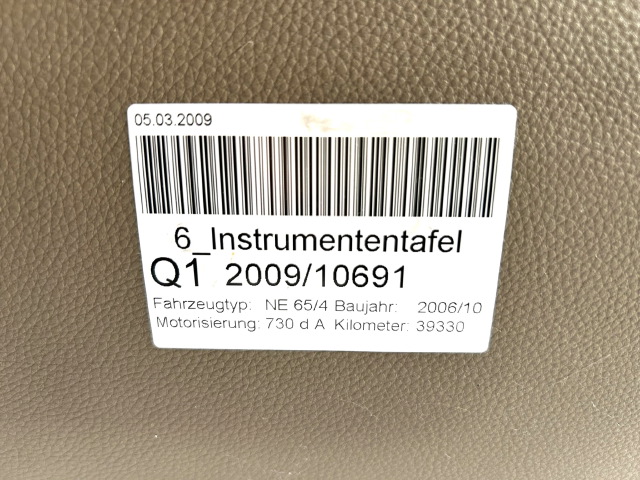 05.03.2009
6_Instrumententafel
Q1 2009/10691
Fahrzeugtyp: NE 65/4 Baujahr: 2006/10
Motorisierung: 730 d A Kilometer: 39330